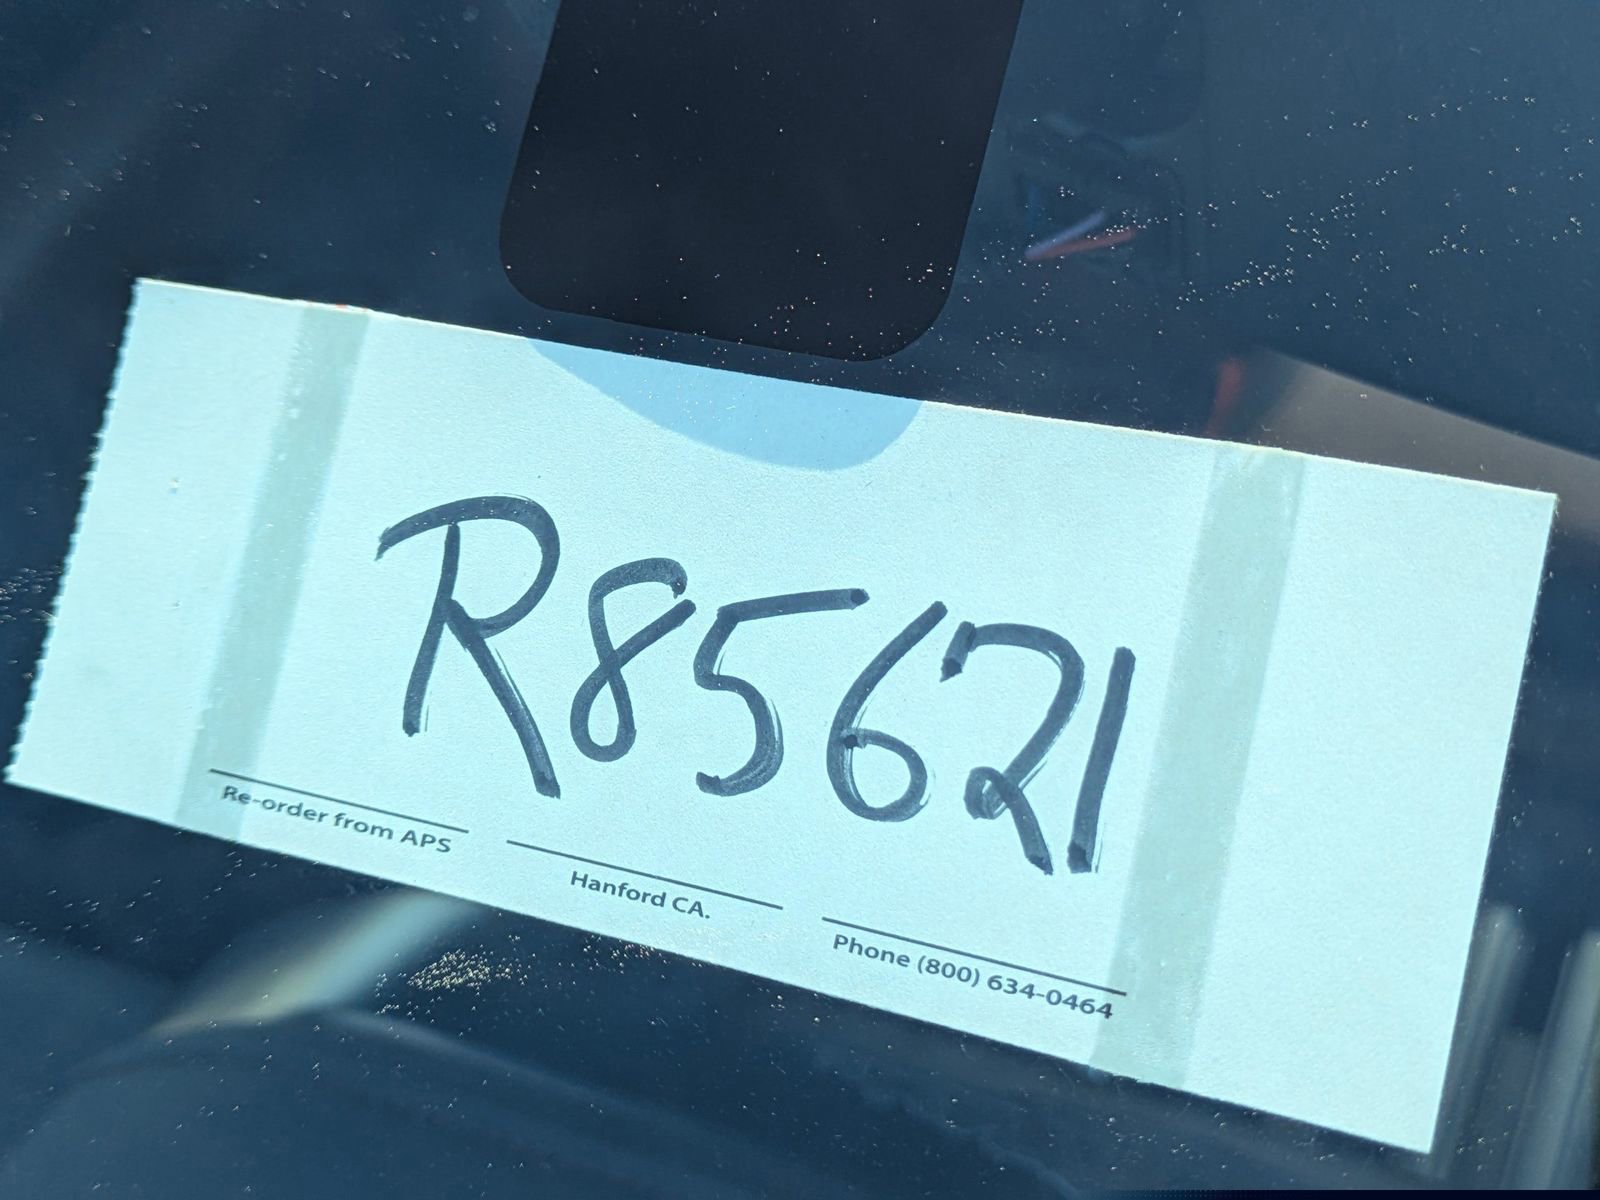 R85621
Re-order from APS
Hanford CA.
Phone (800) 634-0464